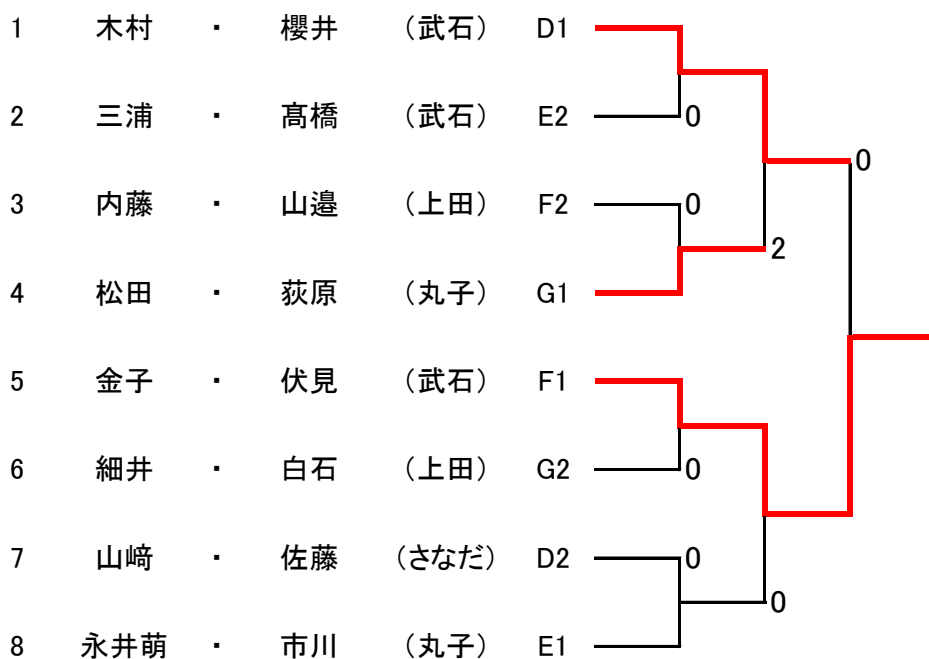 1 木村 ・ 櫻井 （武石） D1
2 三浦 ・ 髙橋 （武石） E2 0
0
3 内藤 ・ 山邉 （上田） F2 0
2
4 松田 ・ 荻原 （丸子） G1
5 金子 ・ 伏見 （武石） F1
6 細井 ・ 白石 （上田） G2 0
7 山﨑 ・ 佐藤 （さなだ） D2 0
0
8 永井萌 ・ 市川 （丸子） E1